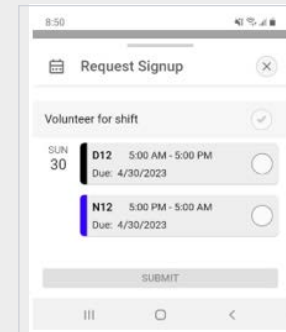 8:50
Request Signup
Volunteer for shift
SUN
30
D12 5:00 AM - 5:00 PM
Due: 4/30/2023
N12 5:00 PM - 5:00 AM
Due: 4/30/2023
SUBMIT